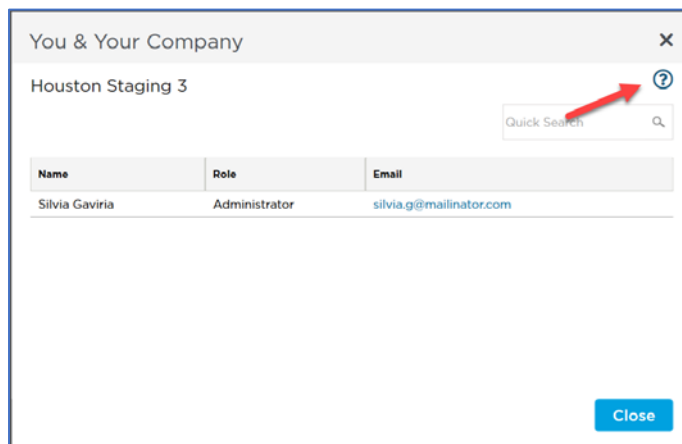 You & Your Company
Houston Staging 3
Quick Search
Name Role Email
Silvia Gaviria Administrator silvia.g@mailinator.com
Close